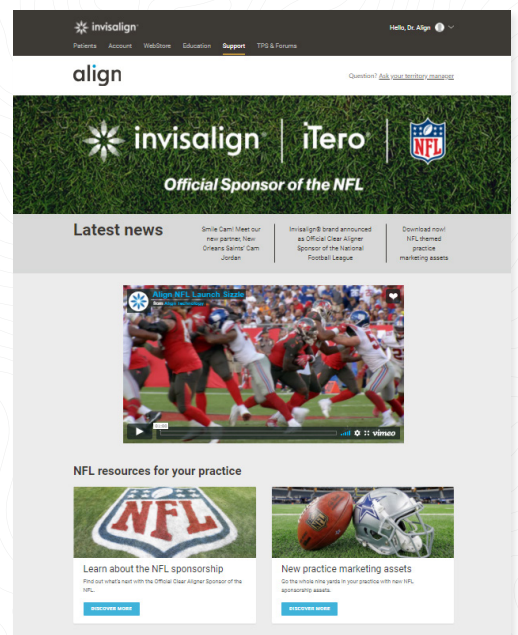 invisalign
Hello, Dr. Align
Patients Account WebStore Education Support TPS & Forums
align
Question? Ask your territory manager
invisalign | iTero | NFL
Official Sponsor of the NFL
Latest news
Smile Cam! Meet our
new partner, New
Orleans Saints' Cam
Jordan
Invisalign® brand announced
as Official Clear Aligner
Sponsor of the National
Football League
Download now!
NFL themed
practice
marketing assets
Align NFL Launch Sizzle
from Align Technology
vimeo
NFL resources for your practice
NFL
Learn about the NFL sponsorship
Find out what's next with the Official Clear Aligner Sponsor of the
NFL.
DISCOVER MORE
New practice marketing assets
Go the whole nine yards in your practice with new NFL
sponsorship assets.
DISCOVER MORE